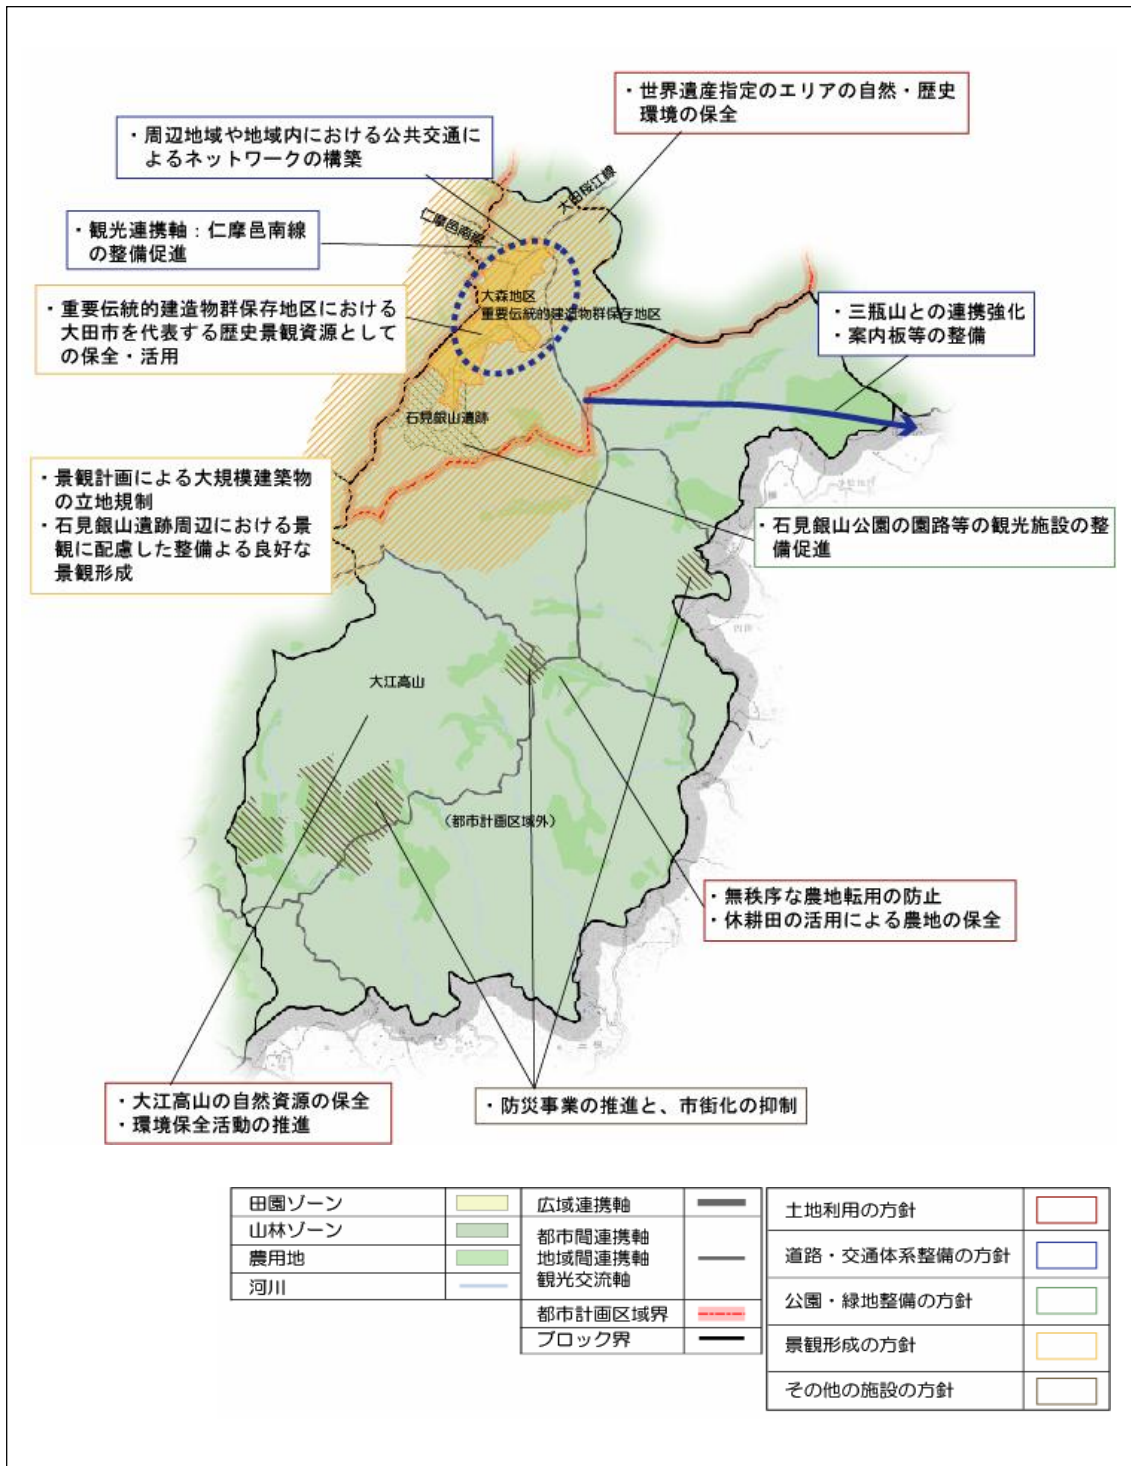 ・世界遺産指定のエリアの自然・歴史
環境の保全
・周辺地域や地域内における公共交通に
よるネットワークの構築
大田桜江線
仁摩邑南線
・観光連携軸：仁摩邑南線
の整備促進
・重要伝統的建造物群保存地区における
大田市を代表する歴史景観資源として
の保全・活用
大森地区
重要伝統的建造物群保存地区
・三瓶山との連携強化
・案内板等の整備
石見銀山遺跡
・景観計画による大規模建築物
の立地規制
・石見銀山遺跡周辺における景
観に配慮した整備よる良好な
景観形成
・石見銀山公園の園路等の観光施設の整
備促進
大江高山
（都市計画区域外）
・無秩序な農地転用の防止
・休耕田の活用による農地の保全
・大江高山の自然資源の保全
・環境保全活動の推進
・防災事業の推進と、市街化の抑制
田園ゾーン
山林ゾーン
農用地
河川
広域連携軸
都市間連携軸
地域間連携軸
観光交流軸
都市計画区域界
ブロック界
土地利用の方針
道路・交通体系整備の方針
公園・緑地整備の方針
景観形成の方針
その他の施設の方針